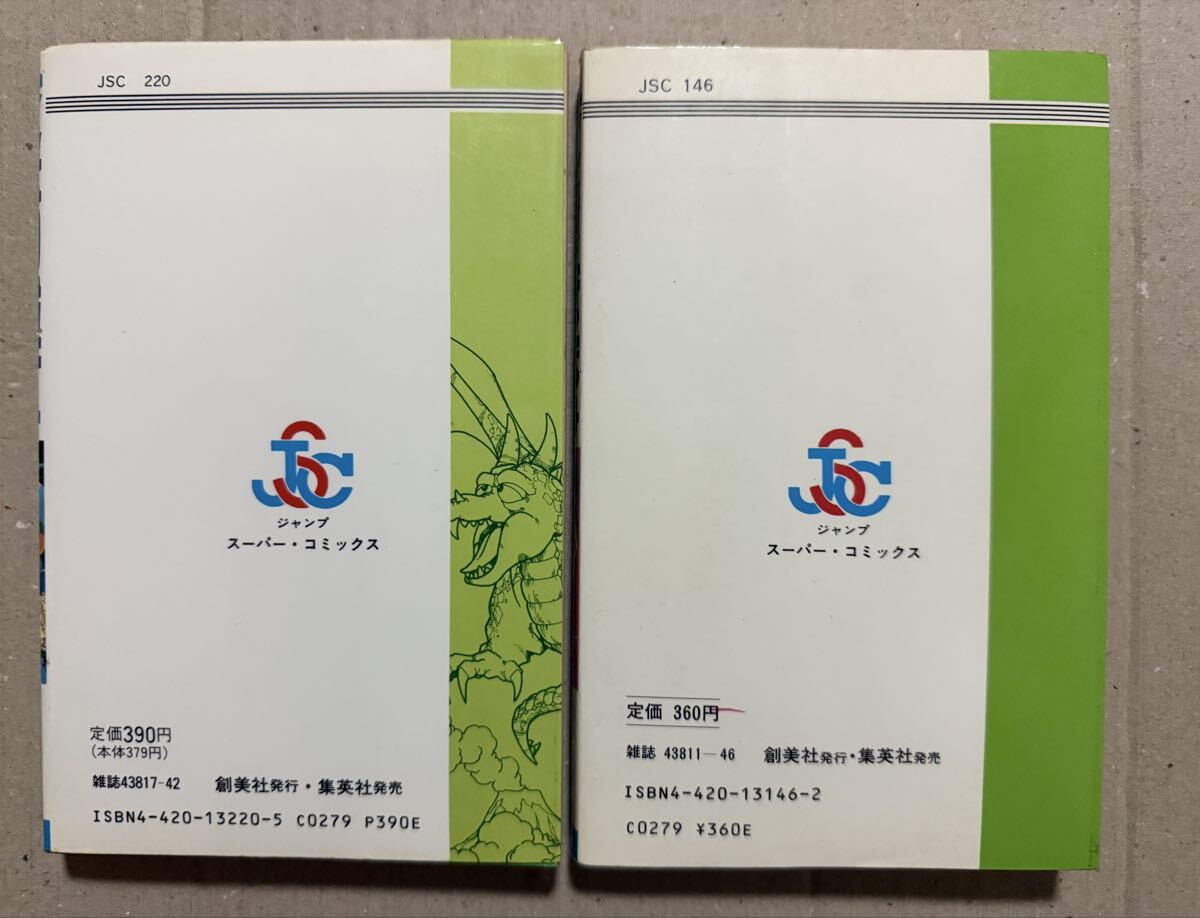 JSC 220
JSC
ジャンプ
スーパー・コミックス
定価390円
(本体379円)
雑誌43817-42 創美社発行・集英社発売
ISBN4-420-13220-5 C0279 P390E
JSC 146
JSC
ジャンプ
スーパー・コミックス
定価 360円
雑誌 43811-46 創美社発行・集英社発売
ISBN4-420-13146-2
C0279 ¥360E